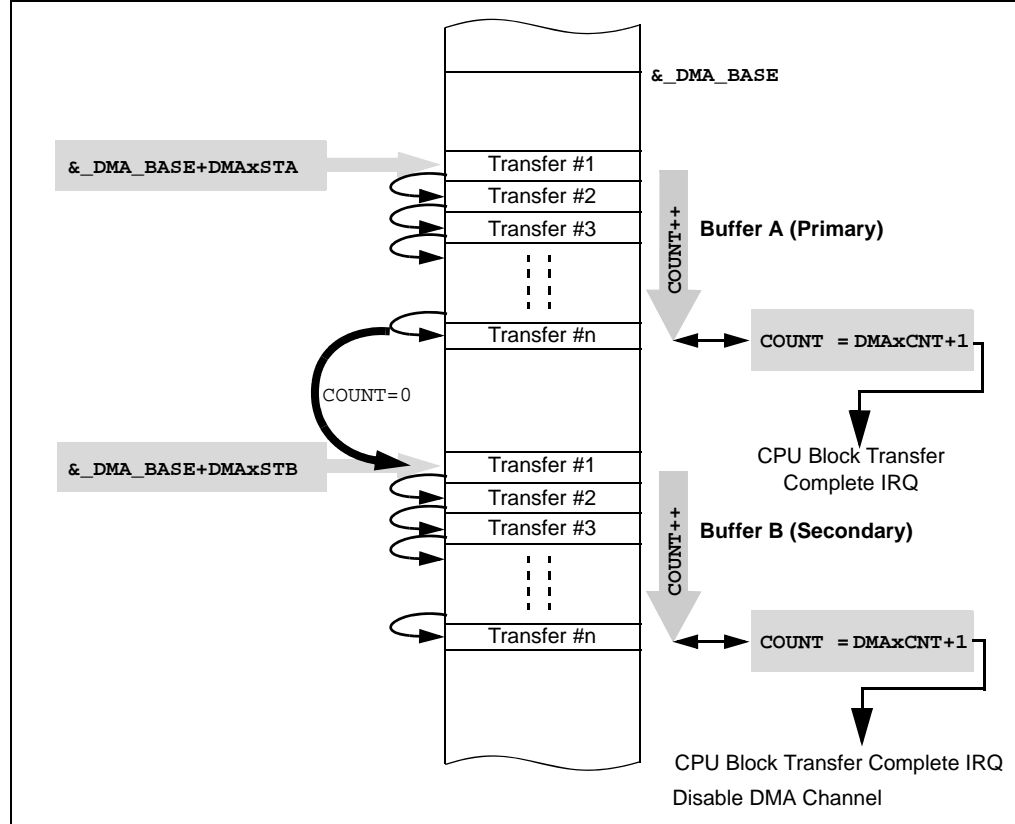 &_DMA_BASE
&_DMA_BASE+DMAxSTA
Transfer #1
Transfer #2
Transfer #3
COUNT++
Buffer A (Primary)
Transfer #n
COUNT = DMAxCNT+1
COUNT=0
CPU Block Transfer
Complete IRQ
&_DMA_BASE+DMAxSTB
Transfer #1
Transfer #2
Transfer #3
COUNT++
Buffer B (Secondary)
Transfer #n
COUNT = DMAxCNT+1
CPU Block Transfer Complete IRQ
Disable DMA Channel